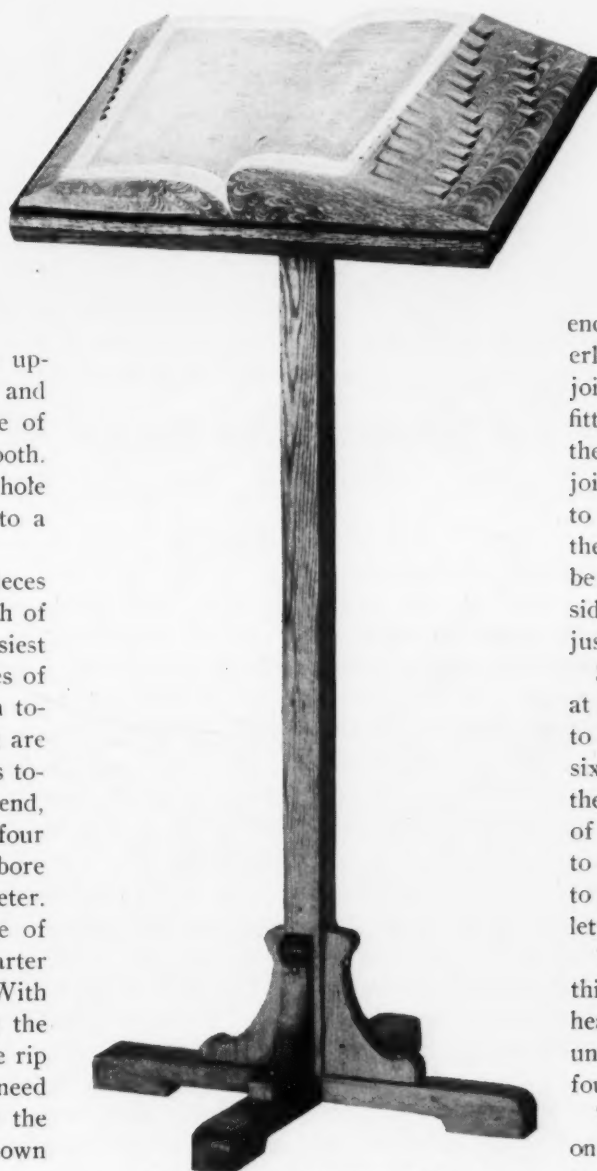 up-
and
e of
ooth.
hole
to a
eces
h of
siest
es of
n to-
are
s to-
end,
four
bore
eter.
e of
arter
With
the
e rip
need
the
own
enc
erl
joi
fitt
the
joi
to
the
be
sid
jus
at
to
six
the
of
to
to
let
thi
hea
un
fou
on